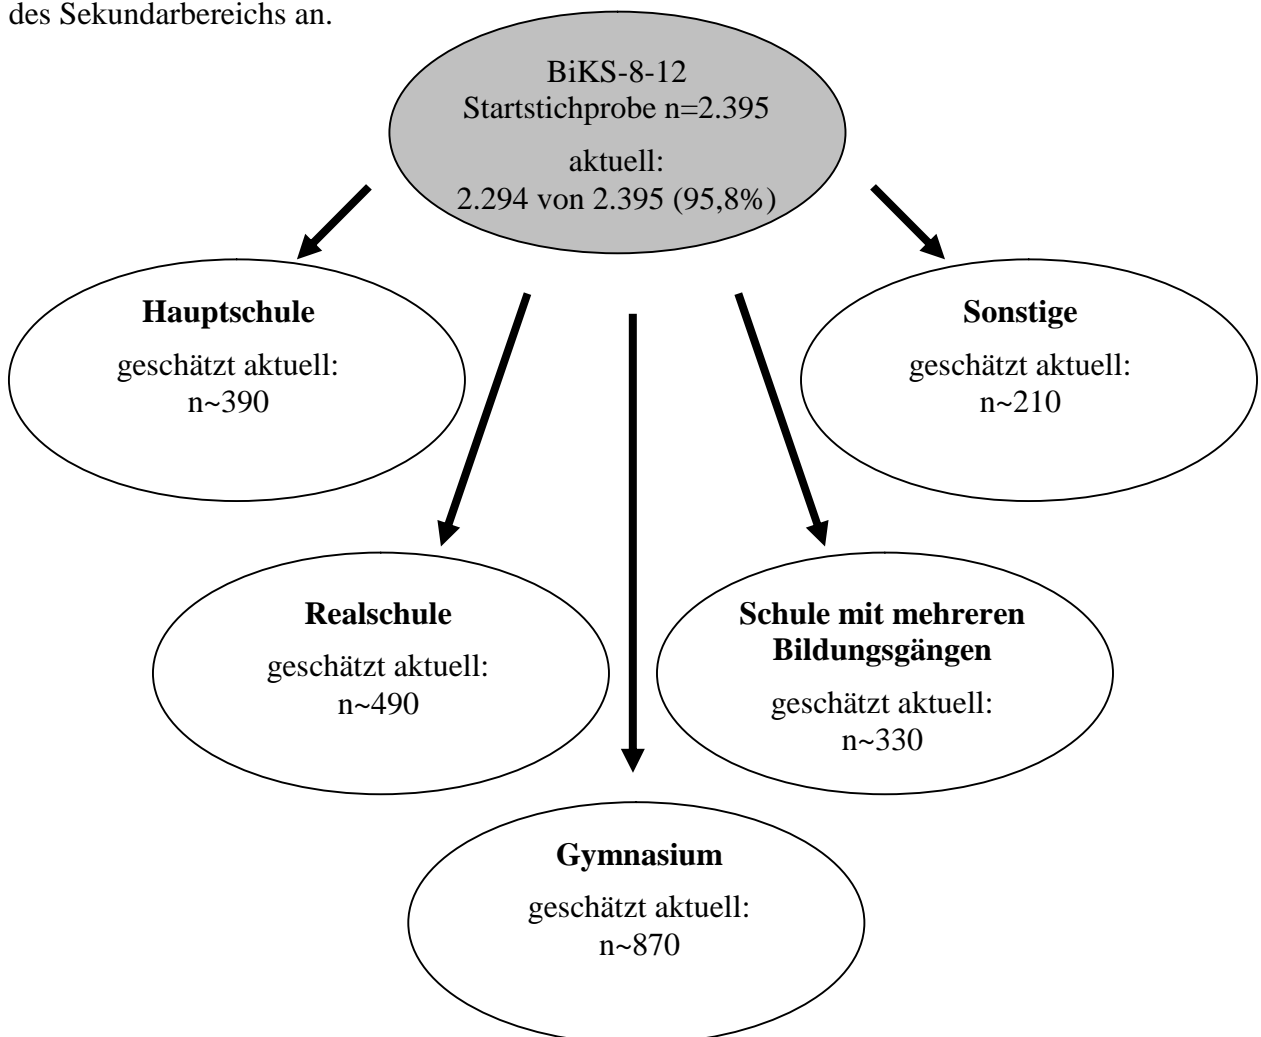 des Sekundarbereichs an.
BiKS-8-12
Startstichprobe n=2.395
aktuell:
2.294 von 2.395 (95,8%)
Hauptschule
geschätzt aktuell:
n~390
Sonstige
geschätzt aktuell:
n~210
Realschule
geschätzt aktuell:
n~490
Schule mit mehreren
Bildungsgängen
geschätzt aktuell:
n~330
Gymnasium
geschätzt aktuell:
n~870